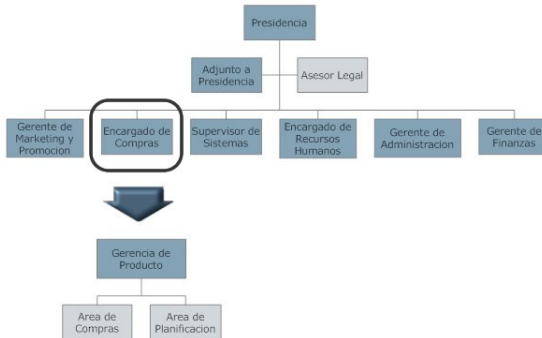 Presidencia
Adjunto a
Presidencia
Asesor Legal
Gerente de
Marketing y
Promocion
Encargado de
Compras
Supervisor de
Sistemas
Encargado de
Recursos
Humanos
Gerente de
Administracion
Gerente de
Finanzas
Gerencia de
Producto
Area de
Compras
Area de
Planificacion